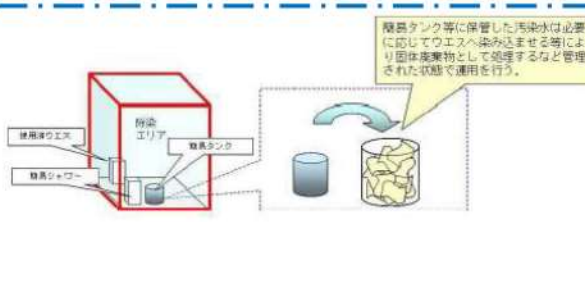 簡易タンク等に保管した汚染水は必要
に応じてウエスへ染み込ませる等によ
り固体廃棄物として処理するなど管理
された状態で運用を行う。
除染
エリア
使用済ウエス
簡易タンク
簡易シャワー